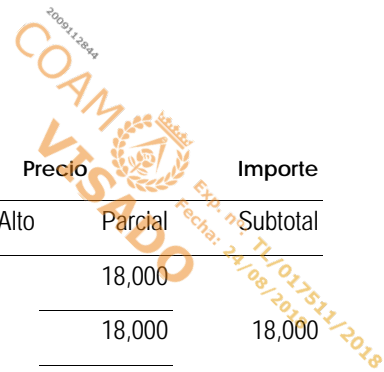 2009112844
COAM
VISADO
Exp. nº. TL/017511/2018
Fecha: 24/08/2018
Precio Importe
Alto Parcial Subtotal
18,000
18,000 18,000